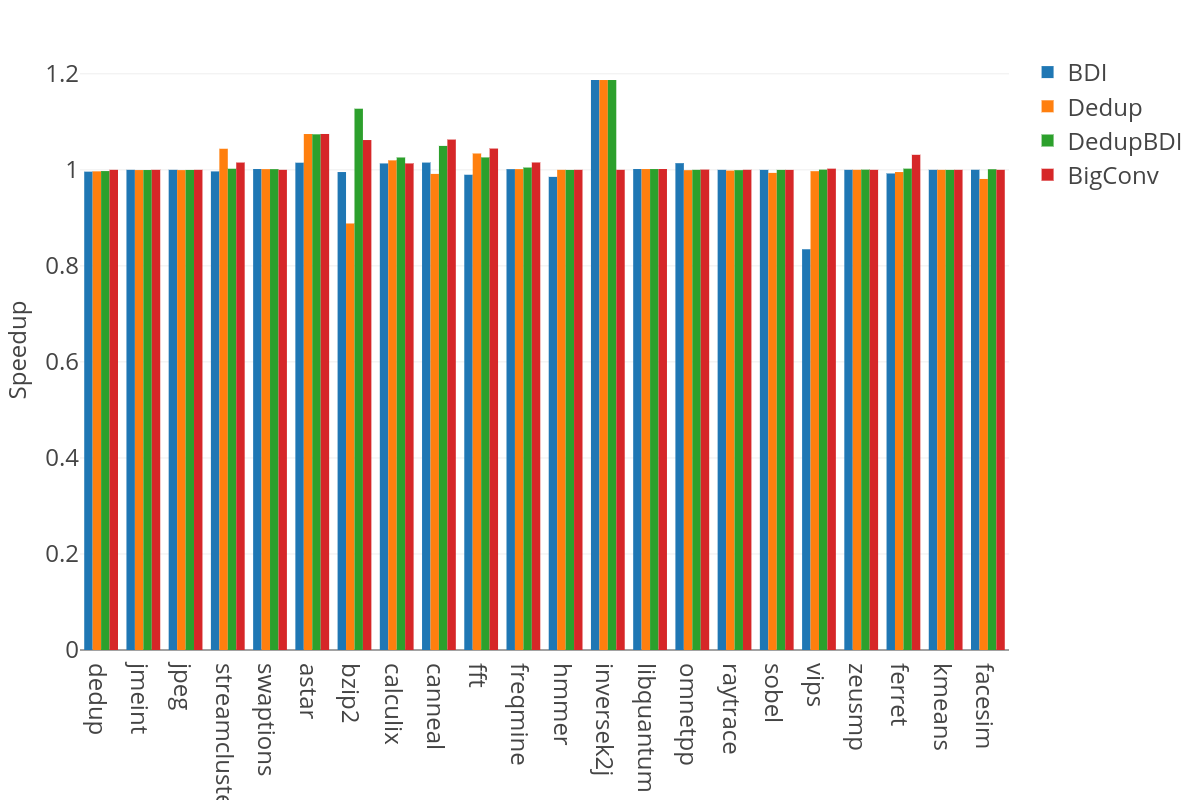 BDI
Dedup
DedupBDI
BigConv
Speedup
1.2
1
0.8
0.6
0.4
0.2
0
dedup
jmeint
jpeg
streamcluste
swaptions
astar
bzip2
calculix
canneal
fft
freqmine
hmmer
inversek2j
libquantum
omnetpp
raytrace
sobel
vips
zeusmp
ferret
kmeans
facesim